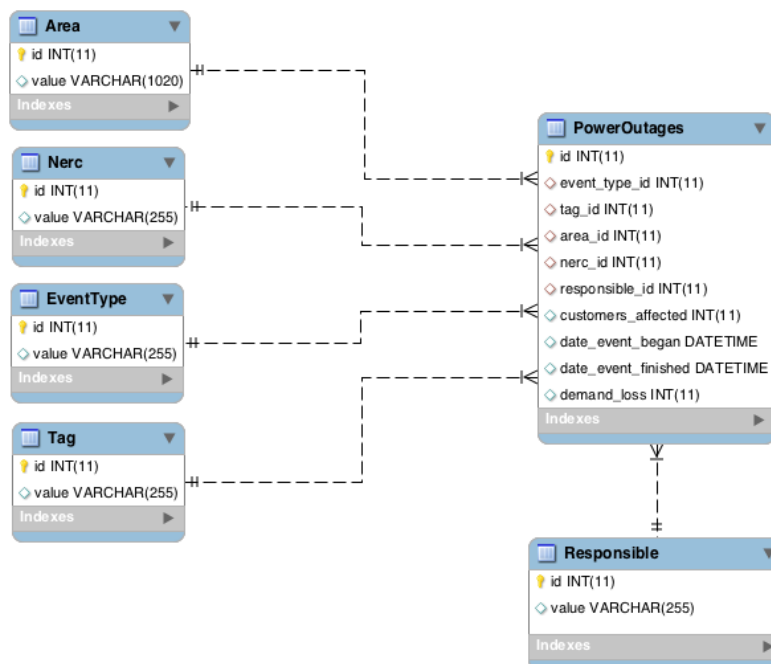 Area
id INT(11)
value VARCHAR(1020)
Indexes
Nerc
id INT(11)
value VARCHAR(255)
Indexes
EventType
id INT(11)
value VARCHAR(255)
Indexes
Tag
id INT(11)
value VARCHAR(255)
Indexes
PowerOutages
id INT(11)
event_type_id INT(11)
tag_id INT(11)
area_id INT(11)
nerc_id INT(11)
responsible_id INT(11)
customers_affected INT(11)
date_event_began DATETIME
date_event_finished DATETIME
demand_loss INT(11)
Indexes
Responsible
id INT(11)
value VARCHAR(255)
Indexes